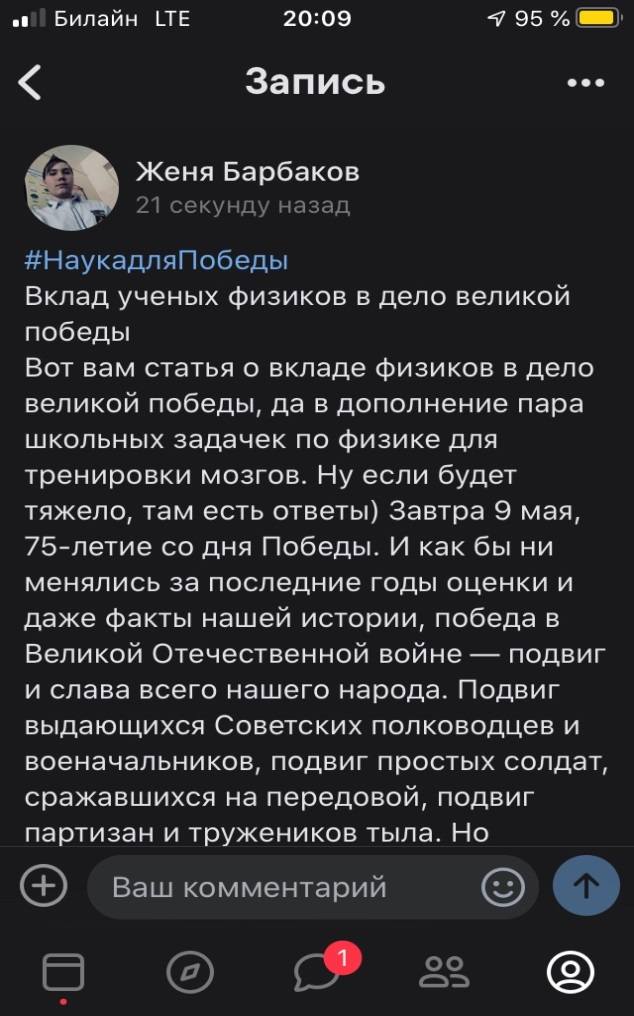 Билайн LTE 20:09 95 %
Запись
Женя Барбаков
21 секунду назад
#НаукадляПобеды
Вклад ученых физиков в дело великой
победы
Вот вам статья о вкладе физиков в дело
великой победы, да в дополнение пара
школьных задачек по физике для
тренировки мозгов. Ну если будет
тяжело, там есть ответы) Завтра 9 мая,
75-летие со дня Победы. И как бы ни
менялись за последние годы оценки и
даже факты нашей истории, победа в
Великой Отечественной войне — подвиг
и слава всего нашего народа. Подвиг
выдающихся Советских полководцев и
военачальников, подвиг простых солдат,
сражавшихся на передовой, подвиг
партизан и тружеников тыла. Но
Ваш комментарий
1